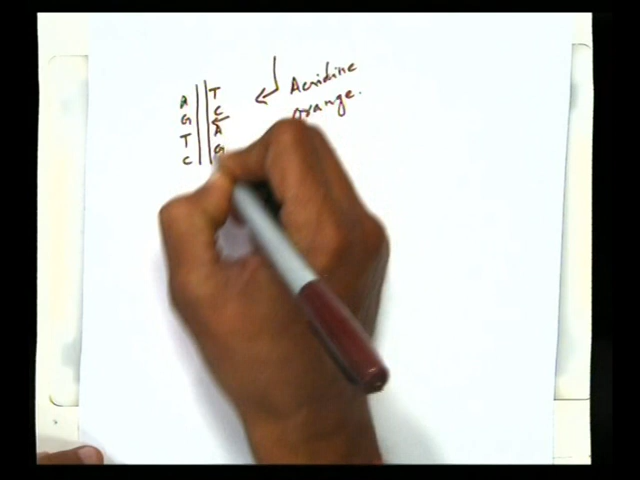 Acridine
orange.
A T
G C
T A
C G